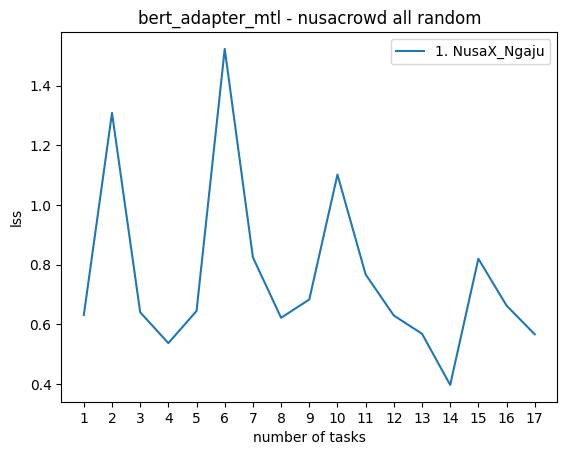 bert_adapter_mtl - nusacrowd all random
1. NusaX_Ngaju
1.4
1.2
1.0
0.8
0.6
0.4
lss
1 2 3 4 5 6 7 8 9 10 11 12 13 14 15 16 17
number of tasks